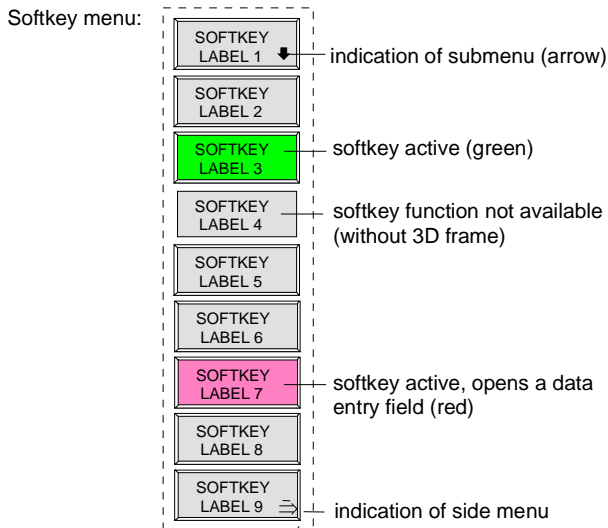 Softkey menu:
SOFTKEY
LABEL 1
indication of submenu (arrow)
SOFTKEY
LABEL 2
SOFTKEY
LABEL 3
softkey active (green)
SOFTKEY
LABEL 4
softkey function not available
(without 3D frame)
SOFTKEY
LABEL 5
SOFTKEY
LABEL 6
SOFTKEY
LABEL 7
softkey active, opens a data
entry field (red)
SOFTKEY
LABEL 8
SOFTKEY
LABEL 9
indication of side menu